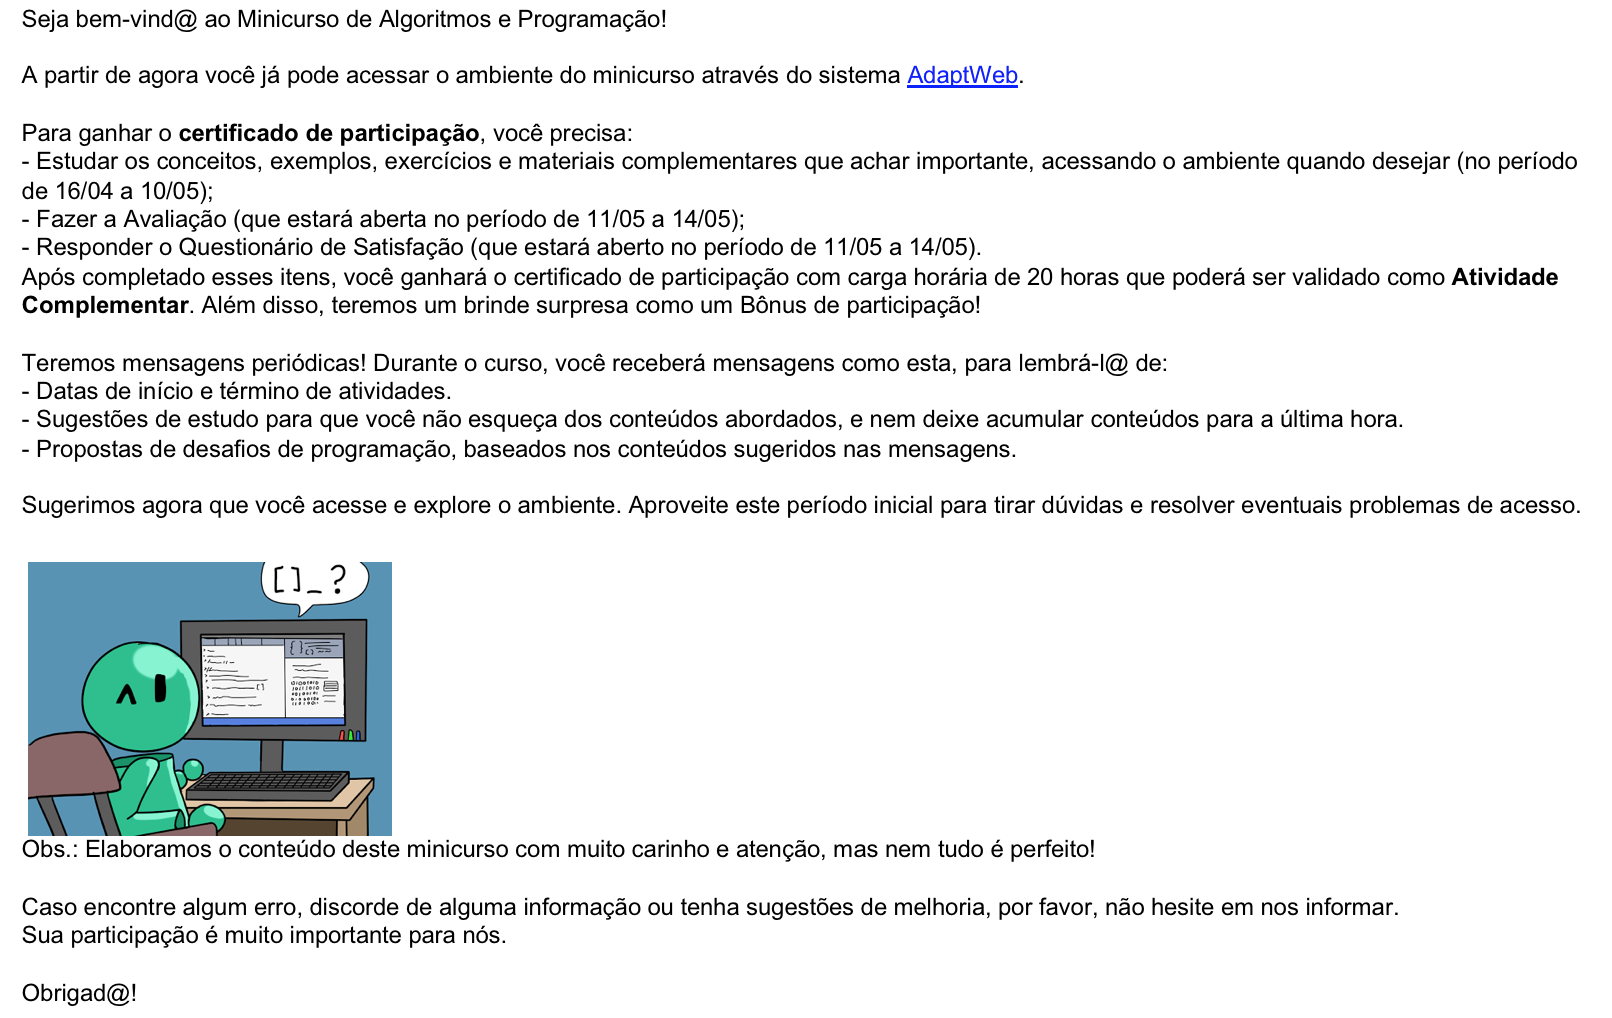 Seja bem-vind@ ao Minicurso de Algoritmos e Programação!
A partir de agora você já pode acessar o ambiente do minicurso através do sistema AdaptWeb.
Para ganhar o certificado de participação, você precisa:
- Estudar os conceitos, exemplos, exercícios e materiais complementares que achar importante, acessando o ambiente quando desejar (no período
de 16/04 a 10/05);
- Fazer a Avaliação (que estará aberta no período de 11/05 a 14/05);
- Responder o Questionário de Satisfação (que estará aberto no período de 11/05 a 14/05).
Após completado esses itens, você ganhará o certificado de participação com carga horária de 20 horas que poderá ser validado como Atividade
Complementar. Além disso, teremos um brinde surpresa como um Bônus de participação!
Teremos mensagens periódicas! Durante o curso, você receberá mensagens como esta, para lembrá-l@ de:
- Datas de início e término de atividades.
- Sugestões de estudo para que você não esqueça dos conteúdos abordados, e nem deixe acumular conteúdos para a última hora.
- Propostas de desafios de programação, baseados nos conteúdos sugeridos nas mensagens.
Sugerimos agora que você acesse e explore o ambiente. Aproveite este período inicial para tirar dúvidas e resolver eventuais problemas de acesso.
[ ] _ ?
Obs.: Elaboramos o conteúdo deste minicurso com muito carinho e atenção, mas nem tudo é perfeito!
Caso encontre algum erro, discorde de alguma informação ou tenha sugestões de melhoria, por favor, não hesite em nos informar.
Sua participação é muito importante para nós.
Obrigad@!